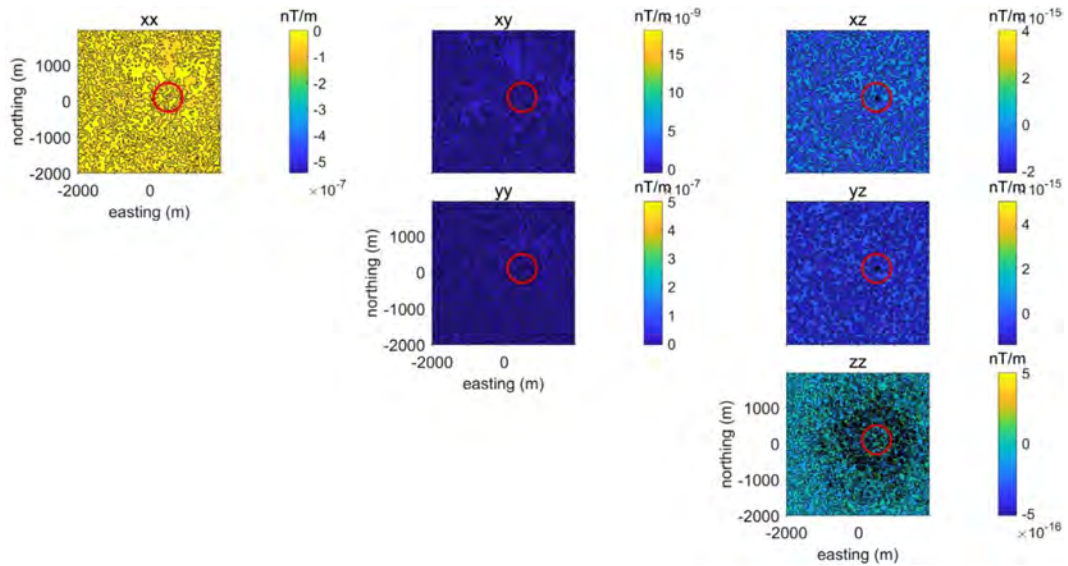 xx
nT/m
northing (m)
1000
0
-1000
-2000
-2000
0
easting (m)
0
-1
-2
-3
-4
-5
×10-7
xy
nT/m
×10-9
15
10
5
0
xz
nT/m
×10-15
4
2
0
-2
yy
nT/m
×10-7
northing (m)
1000
0
-1000
-2000
-2000
0
easting (m)
5
4
3
2
1
0
yz
nT/m
×10-15
4
2
0
zz
nT/m
northing (m)
1000
0
-1000
-2000
-2000
0
easting (m)
5
0
-5
×10-16